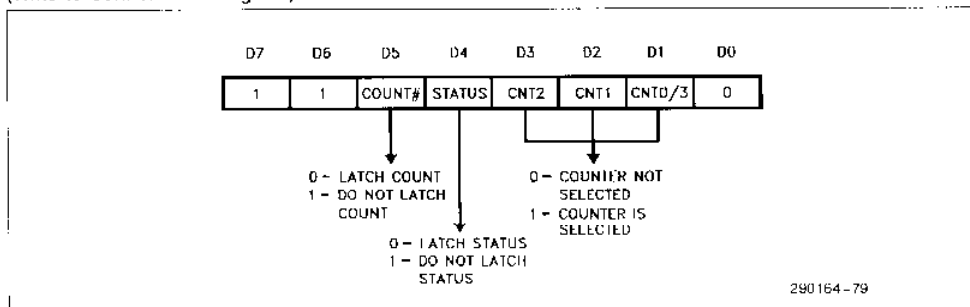 D7 D6 D5 D4 D3 D2 D1 D0
1 1 COUNT# STATUS CNT2 CNT1 CNT0/3 0
0 – LATCH COUNT
1 – DO NOT LATCH
COUNT
0 – COUNTER NOT
SELECTED
1 – COUNTER IS
SELECTED
0 – LATCH STATUS
1 – DO NOT LATCH
STATUS
290164–79